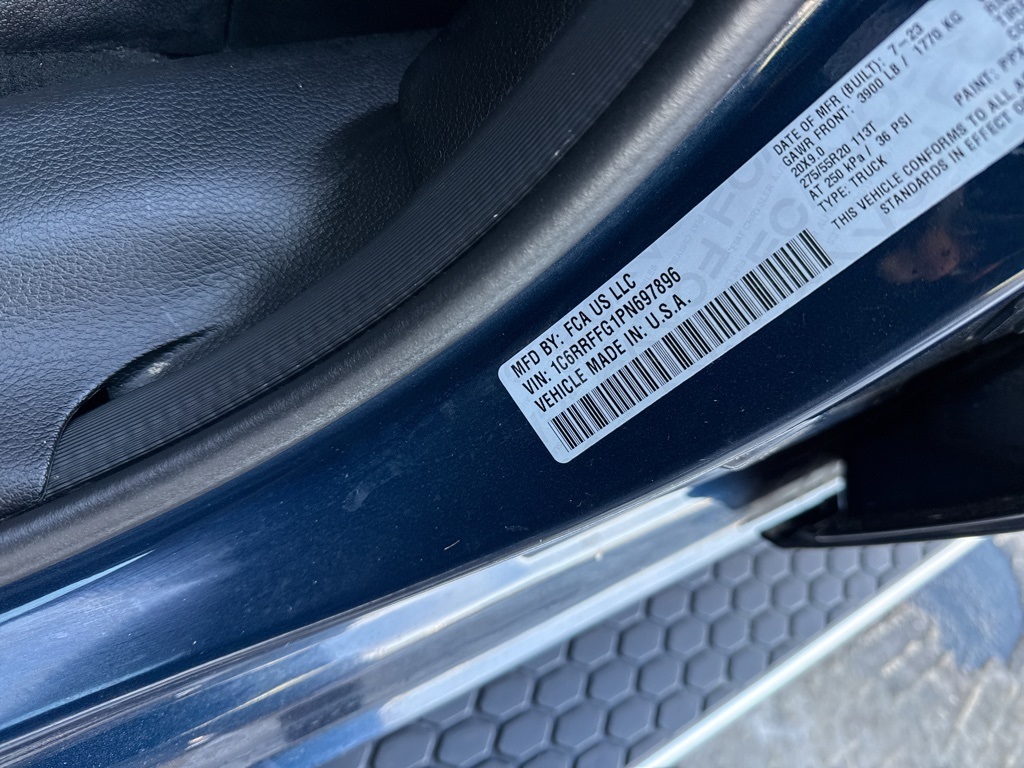 MFD BY: FCA US LLC
VIN: 1C6RRFFG1PN697896
VEHICLE MADE IN: U.S.A.
DATE OF MFR (BUILT): 7-23
GAWR FRONT: 3900 LB / 1770 KG
20X9.0
275/55R20 113T
AT 250 kPa / 36 PSI
TYPE: TRUCK
PAINT: PPX
THIS VEHICLE CONFORMS TO ALL
STANDARDS IN EFFECT